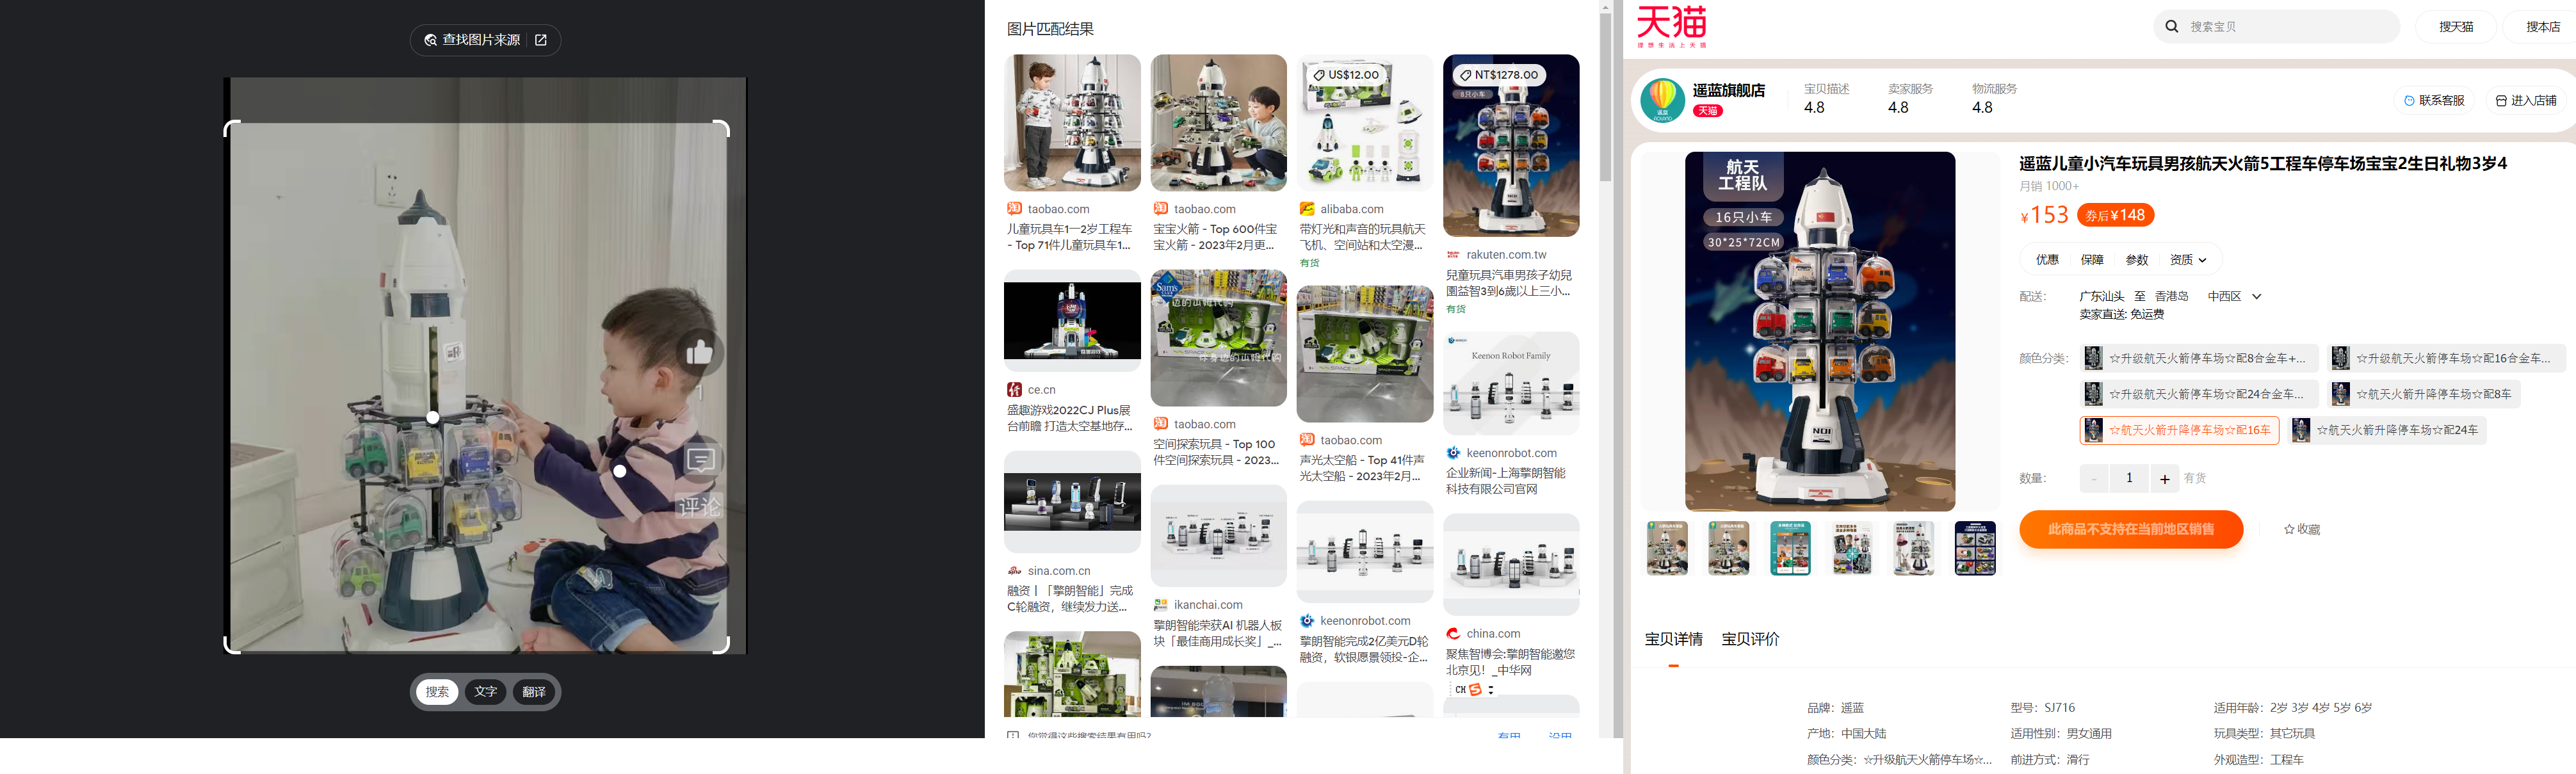 查找图片来源
评论
搜索
文字
翻译
图片匹配结果
taobao.com
儿童玩具车1一2岁工程车
- Top 71件儿童玩具车1...
taobao.com
宝宝火箭 - Top 600件宝
宝火箭 - 2023年2月更...
US$12.00
alibaba.com
带灯光和声音的玩具航天
飞机、空间站和太空漫...
有货
NT$1278.00
8只小车
rakuten.com.tw
兒童玩具汽車男孩子幼兒
園益智3到6歲以上三小...
有货
ce.cn
盛趣游戏2022CJ Plus展
台前瞻 打造太空基地存...
Sam's
taobao.com
空间探索玩具 - Top 100
件空间探索玩具 - 2023...
taobao.com
声光太空船 - Top 41件声
光太空船 - 2023年2月...
Keenon Robot Family
keenonrobot.com
企业新闻-上海擎朗智能
科技有限公司官网
sina.com.cn
融资丨「擎朗智能」完成
C轮融资，继续发力送...
ikanchai.com
擎朗智能荣获AI 机器人板
块「最佳商用成长奖」_...
keenonrobot.com
擎朗智能完成2亿美元D轮
融资，软银愿景领投-企...
china.com
聚焦智博会:擎朗智能邀您
北京见！_中华网
CH
您觉得这些搜索结果有用吗?
有用
没用
天猫
理想生活上天猫
搜索宝贝
搜天猫
搜本店
遥蓝旗舰店
天猫
宝贝描述
4.8
卖家服务
4.8
物流服务
4.8
联系客服
进入店铺
航天
工程队
16只小车
30*25*72CM
遥蓝儿童小汽车玩具男孩航天火箭5工程车停车场宝宝2生日礼物3岁4
月销 1000+
¥153 券后¥148
优惠 保障 参数 资质
配送: 广东汕头 至 香港岛 中西区
卖家直送: 免运费
颜色分类: ☆升级航天火箭停车场☆配8合金车+...
☆升级航天火箭停车场☆配16合金车...
☆升级航天火箭停车场☆配24合金车...
☆航天火箭升降停车场☆配8车
☆航天火箭升降停车场☆配16车
☆航天火箭升降停车场☆配24车
数量: - 1 + 有货
此商品不支持在当前地区销售
收藏
宝贝详情 宝贝评价
品牌：遥蓝
型号：SJ716
适用年龄：2岁 3岁 4岁 5岁 6岁
产地：中国大陆
适用性别：男女通用
玩具类型：其它玩具
颜色分类：☆升级航天火箭停车场☆...
前进方式：滑行
外观造型：工程车